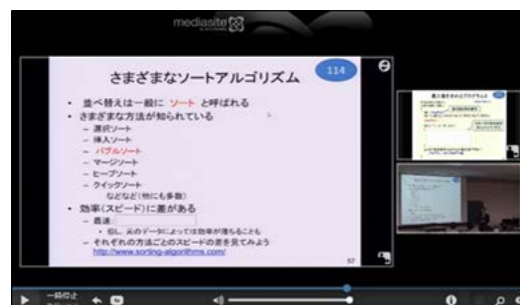 mediasite
114
さまざまなソートアルゴリズム
• 並べ替えは一般に ソート と呼ばれる
• さまざまな方法が知られている
– 選択ソート
– 挿入ソート
– バブルソート
– マージソート
– ヒープソート
– クイックソート
などなど(他にも多数)
• 効率(スピード)に差がある
– 最速:
• 但し、元のデータによっては効率が落ちることも
– それぞれの方法ごとのスピードの差を見てみよう
http://www.sorting-algorithms.com/
57
一時停止